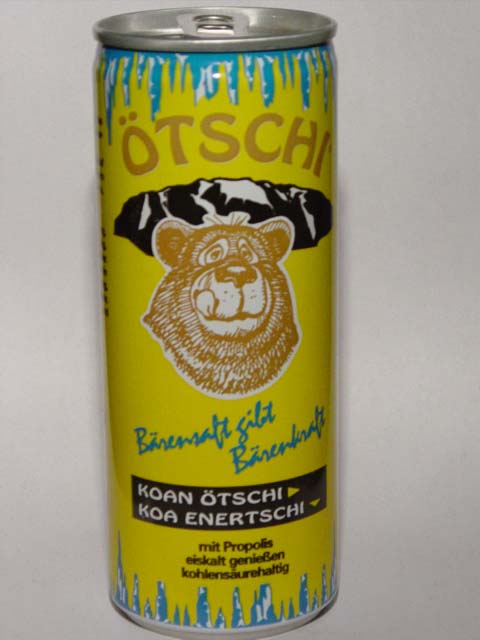 ÖTSCHI
Bärensaft gibt
Bärenkraft
KOAN ÖTSCHI
KOA ENERTSCHI
mit Propolis
eiskalt genießen
kohlensäurehaltig